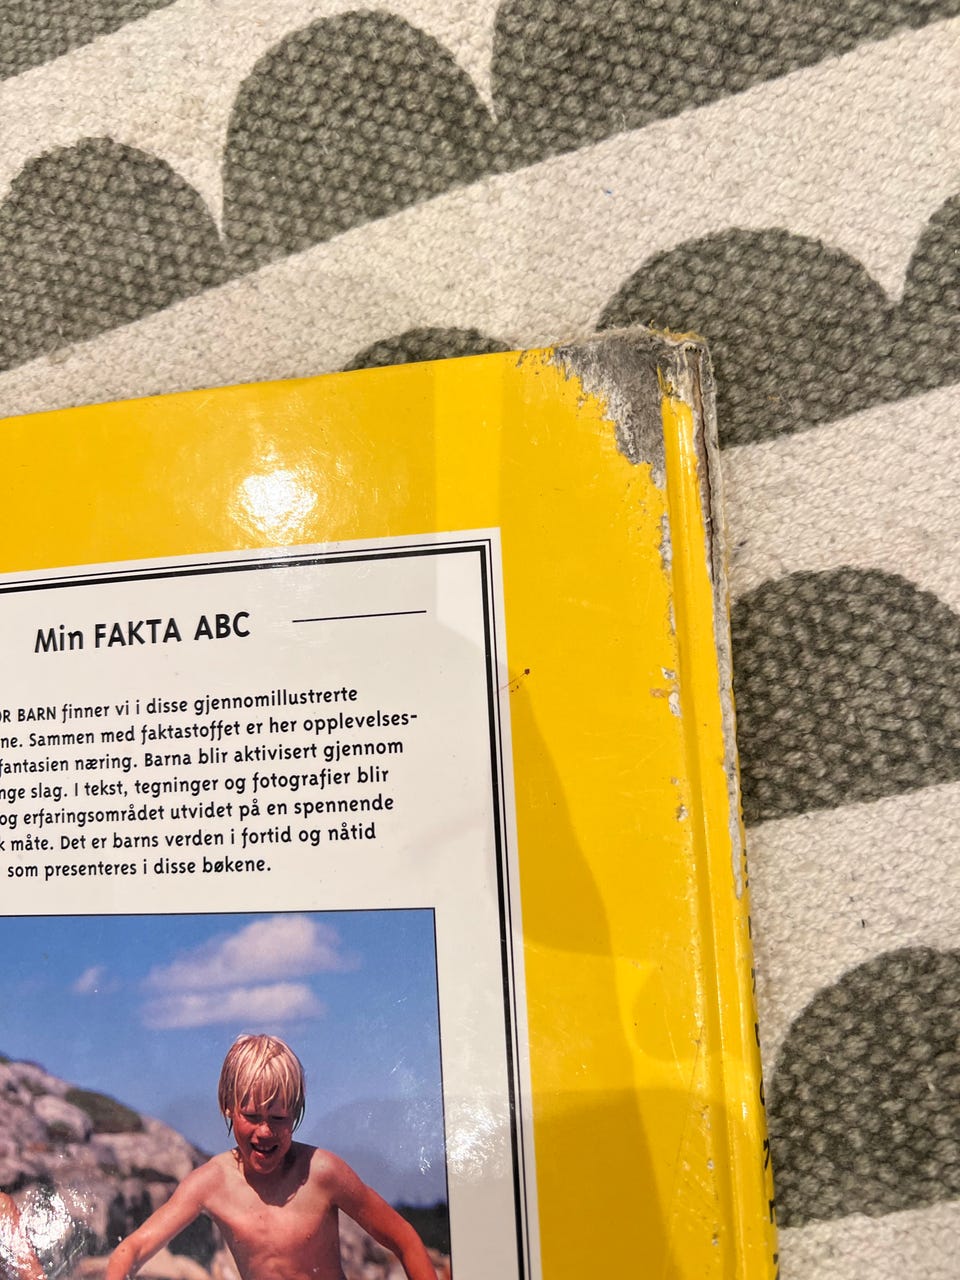 Min FAKTA ABC
OR BARN finner vi i disse gjennomillustrerte
ne. Sammen med faktastoffet er her opplevelses-
fantasien næring. Barna blir aktivisert gjennom
nge slag. I tekst, tegninger og fotografier blir
og erfaringsområdet utvidet på en spennende
k måte. Det er barns verden i fortid og nåtid
som presenteres i disse bøkene.